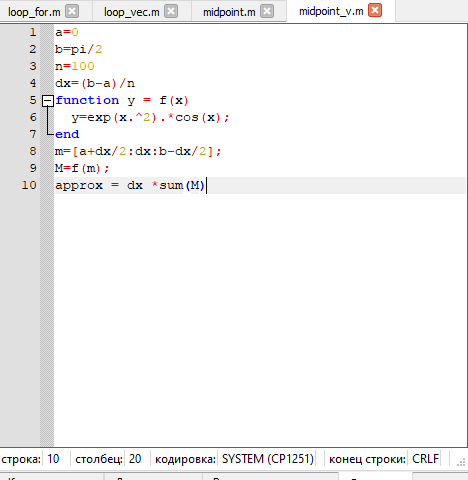 loop_for.m loop_vec.m midpoint.m midpoint_v.m
1 a=0
2 b=pi/2
3 n=100
4 dx=(b-a)/n
5 function y = f(x)
6 y=exp(x.^2).*cos(x);
7 end
8 m=[a+dx/2:dx:b-dx/2];
9 M=f(m);
10 approx = dx *sum(M)
строка: 10 столбец: 20 кодировка: SYSTEM (CP1251) конец строки: CRLF